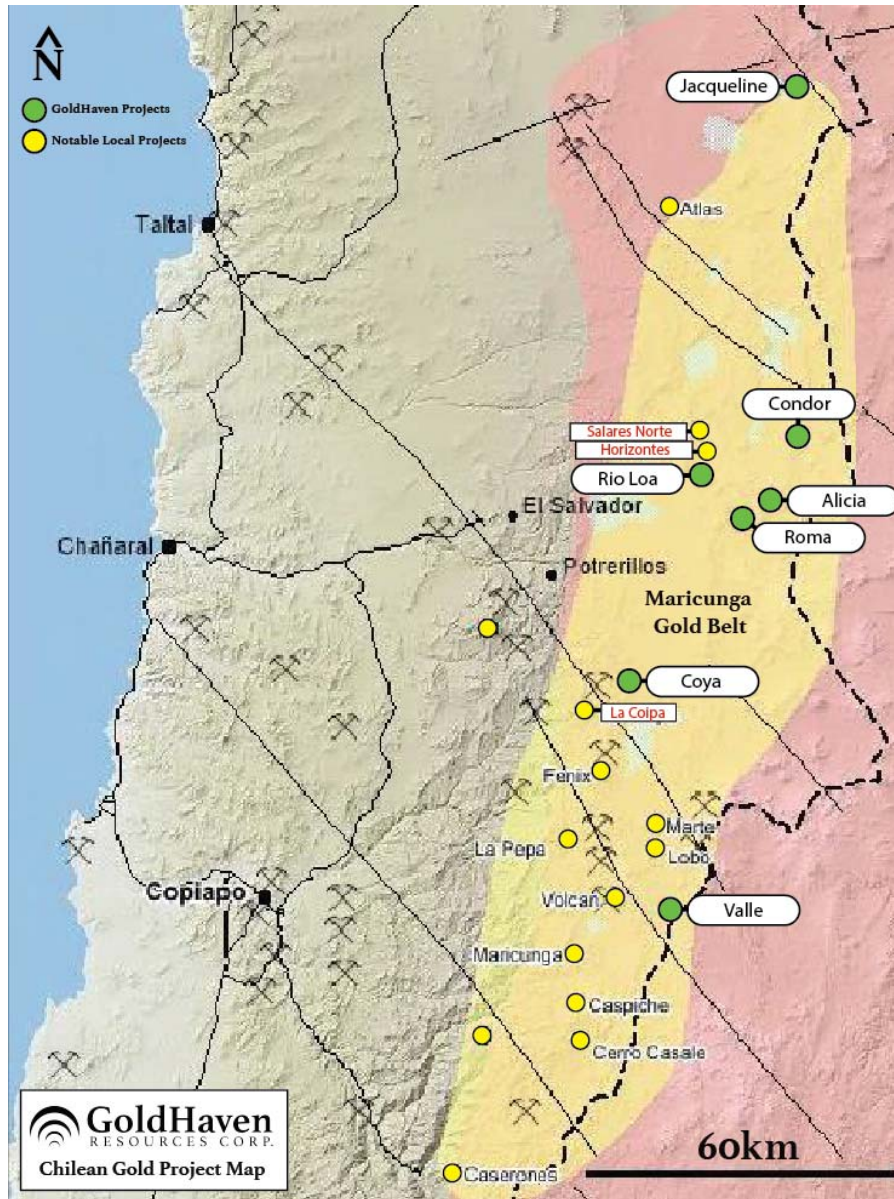 N
GoldHaven Projects
Notable Local Projects
Jacqueline
Atlas
Taltal
Condor
Salares Norte
Horizontes
Rio Loa
Alicia
Roma
El Salvador
Chañaral
Potrerillos
Maricunga
Gold Belt
Coya
La Coipa
Fenix
Marte
La Pepa
Lobo
Copiapo
Volcan
Valle
Maricunga
Caspiche
Cerro Casale
GoldHaven
RESOURCES CORP.
Chilean Gold Project Map
60km
Caserones